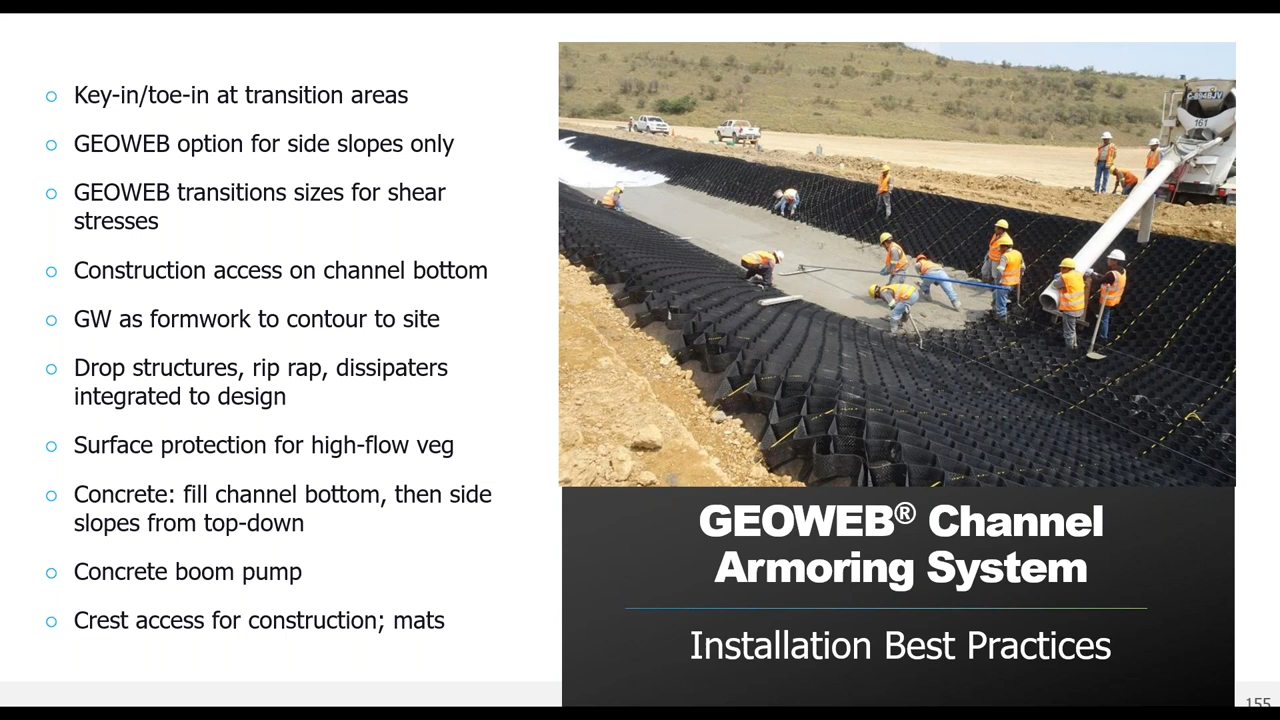 Key-in/toe-in at transition areas
GEOWEB option for side slopes only
GEOWEB transitions sizes for shear
stresses
Construction access on channel bottom
GW as formwork to contour to site
Drop structures, rip rap, dissipaters
integrated to design
Surface protection for high-flow veg
Concrete: fill channel bottom, then side
slopes from top-down
Concrete boom pump
Crest access for construction; mats
161
GEOWEB® Channel
Armoring System
Installation Best Practices
155